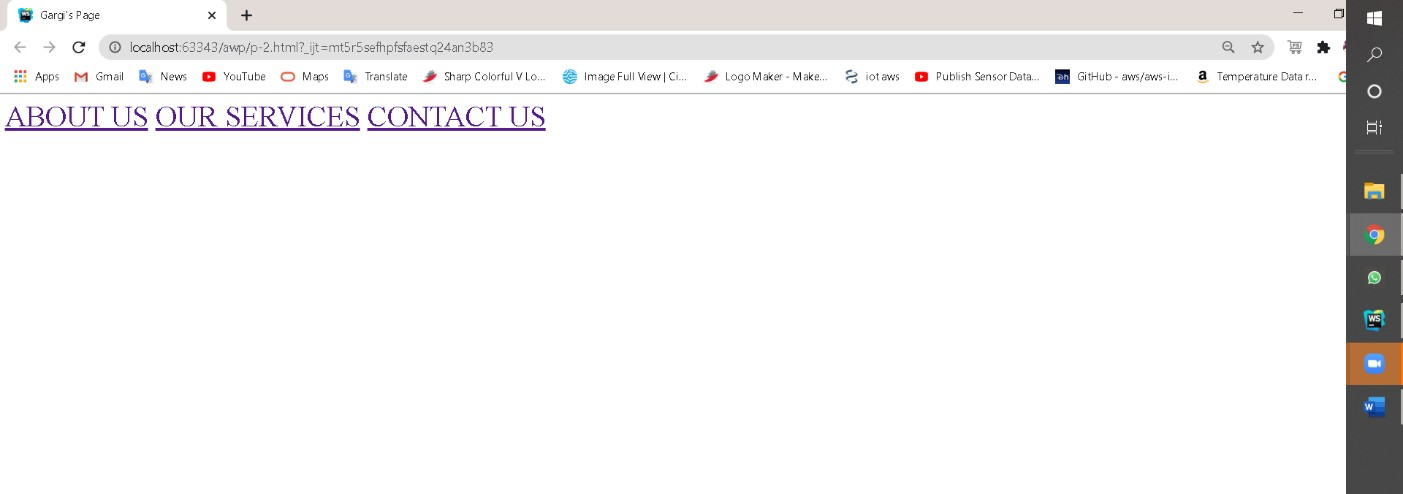 Gargi's Page
localhost:63343/awp/p-2.html?_ijt=mt5r5sefhpfsfaestq24an3b83
Apps Gmail News YouTube Maps Translate Sharp Colorful V Lo... Image Full View | Ci... Logo Maker - Make... iot aws Publish Sensor Data... GitHub - aws/aws-i... Temperature Data r...
ABOUT US OUR SERVICES CONTACT US